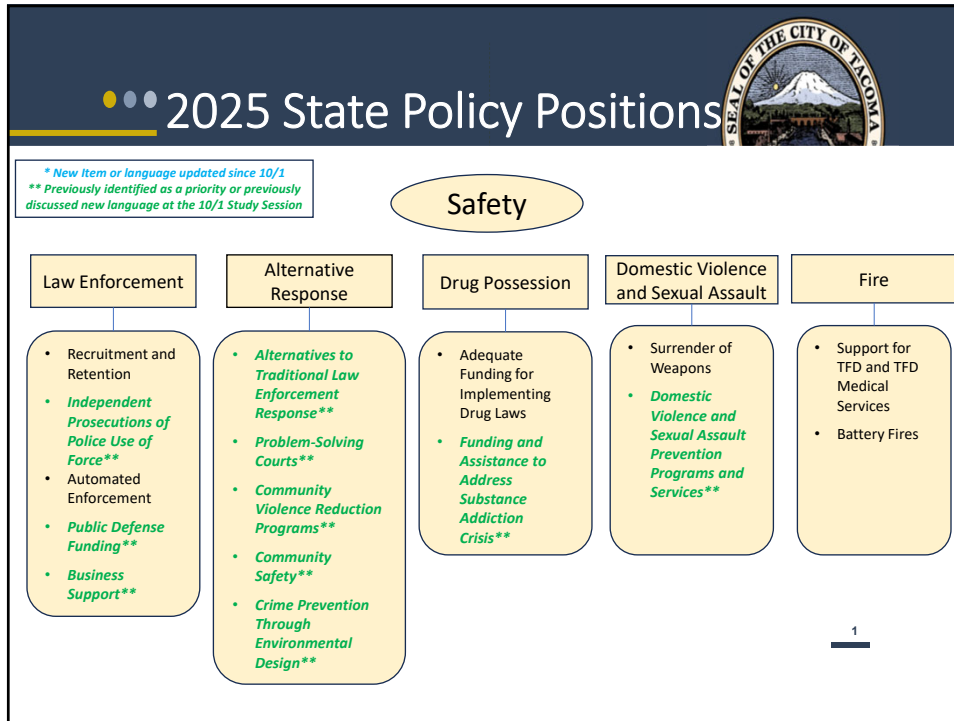 2025 State Policy Positions
SEAL OF THE CITY OF TACOMA
* New Item or language updated since 10/1
** Previously identified as a priority or previously
discussed new language at the 10/1 Study Session
Safety
Law Enforcement
• Recruitment and
Retention
• Independent
Prosecutions of
Police Use of
Force**
• Automated
Enforcement
• Public Defense
Funding**
• Business
Support**
Alternative
Response
• Alternatives to
Traditional Law
Enforcement
Response**
• Problem-Solving
Courts**
• Community
Violence Reduction
Programs**
• Community
Safety**
• Crime Prevention
Through
Environmental
Design**
Drug Possession
• Adequate
Funding for
Implementing
Drug Laws
• Funding and
Assistance to
Address
Substance
Addiction
Crisis**
Domestic Violence
and Sexual Assault
• Surrender of
Weapons
• Domestic
Violence and
Sexual Assault
Prevention
Programs and
Services**
Fire
• Support for
TFD and TFD
Medical
Services
• Battery Fires
1